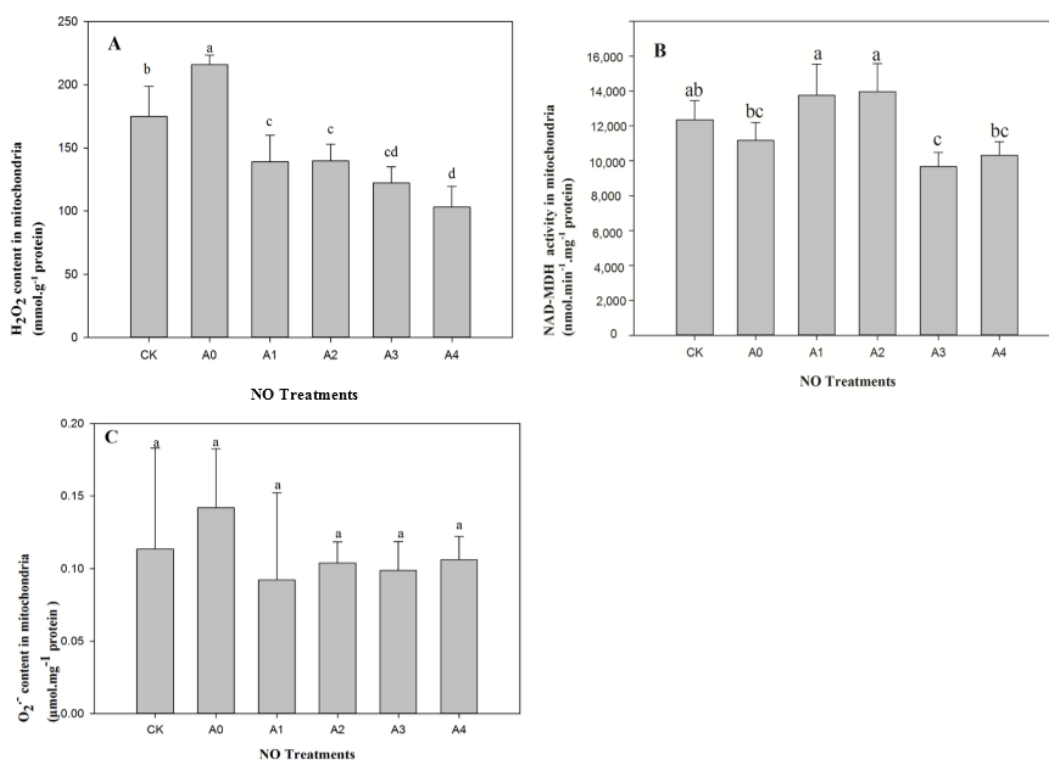 A
H₂O₂ content in mitochondria
(nmol.g⁻¹ protein)
250
200
150
100
50
0
b
a
c
c
cd
d
CK A0 A1 A2 A3 A4
NO Treatments
B
NAD-MDH activity in mitochondria
(nmol.min⁻¹.mg⁻¹ protein)
16,000
14,000
12,000
10,000
8,000
6,000
4,000
2,000
0
ab
bc
a
a
c
bc
CK A0 A1 A2 A3 A4
NO Treatments
C
O₂·⁻ content in mitochondria
(μmol.mg⁻¹ protein )
0.20
0.15
0.10
0.05
0.00
a
a
a
a
a
a
CK A0 A1 A2 A3 A4
NO Treatments